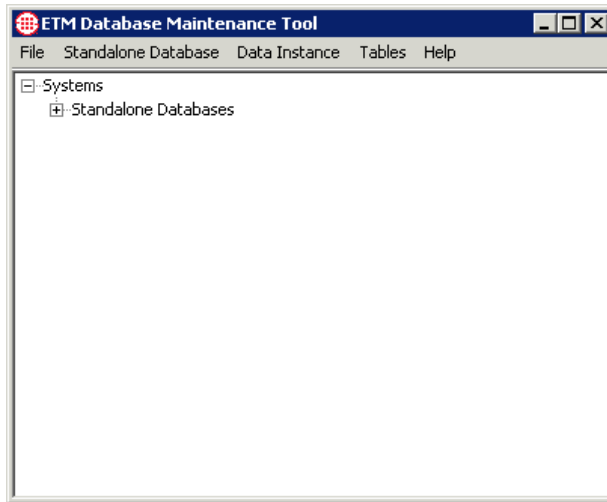 ETM Database Maintenance Tool
File Standalone Database Data Instance Tables Help
Systems
Standalone Databases